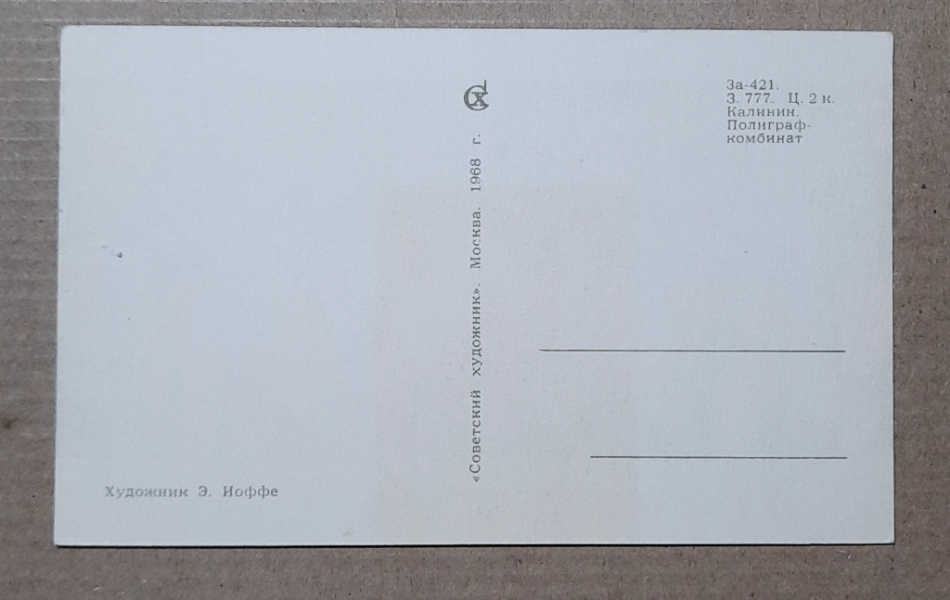 За-421.
З. 777. Ц. 2 к.
Калинин.
Полиграф-
комбинат
«Советский художник». Москва. 1968 г.
Художник Э. Иоффе